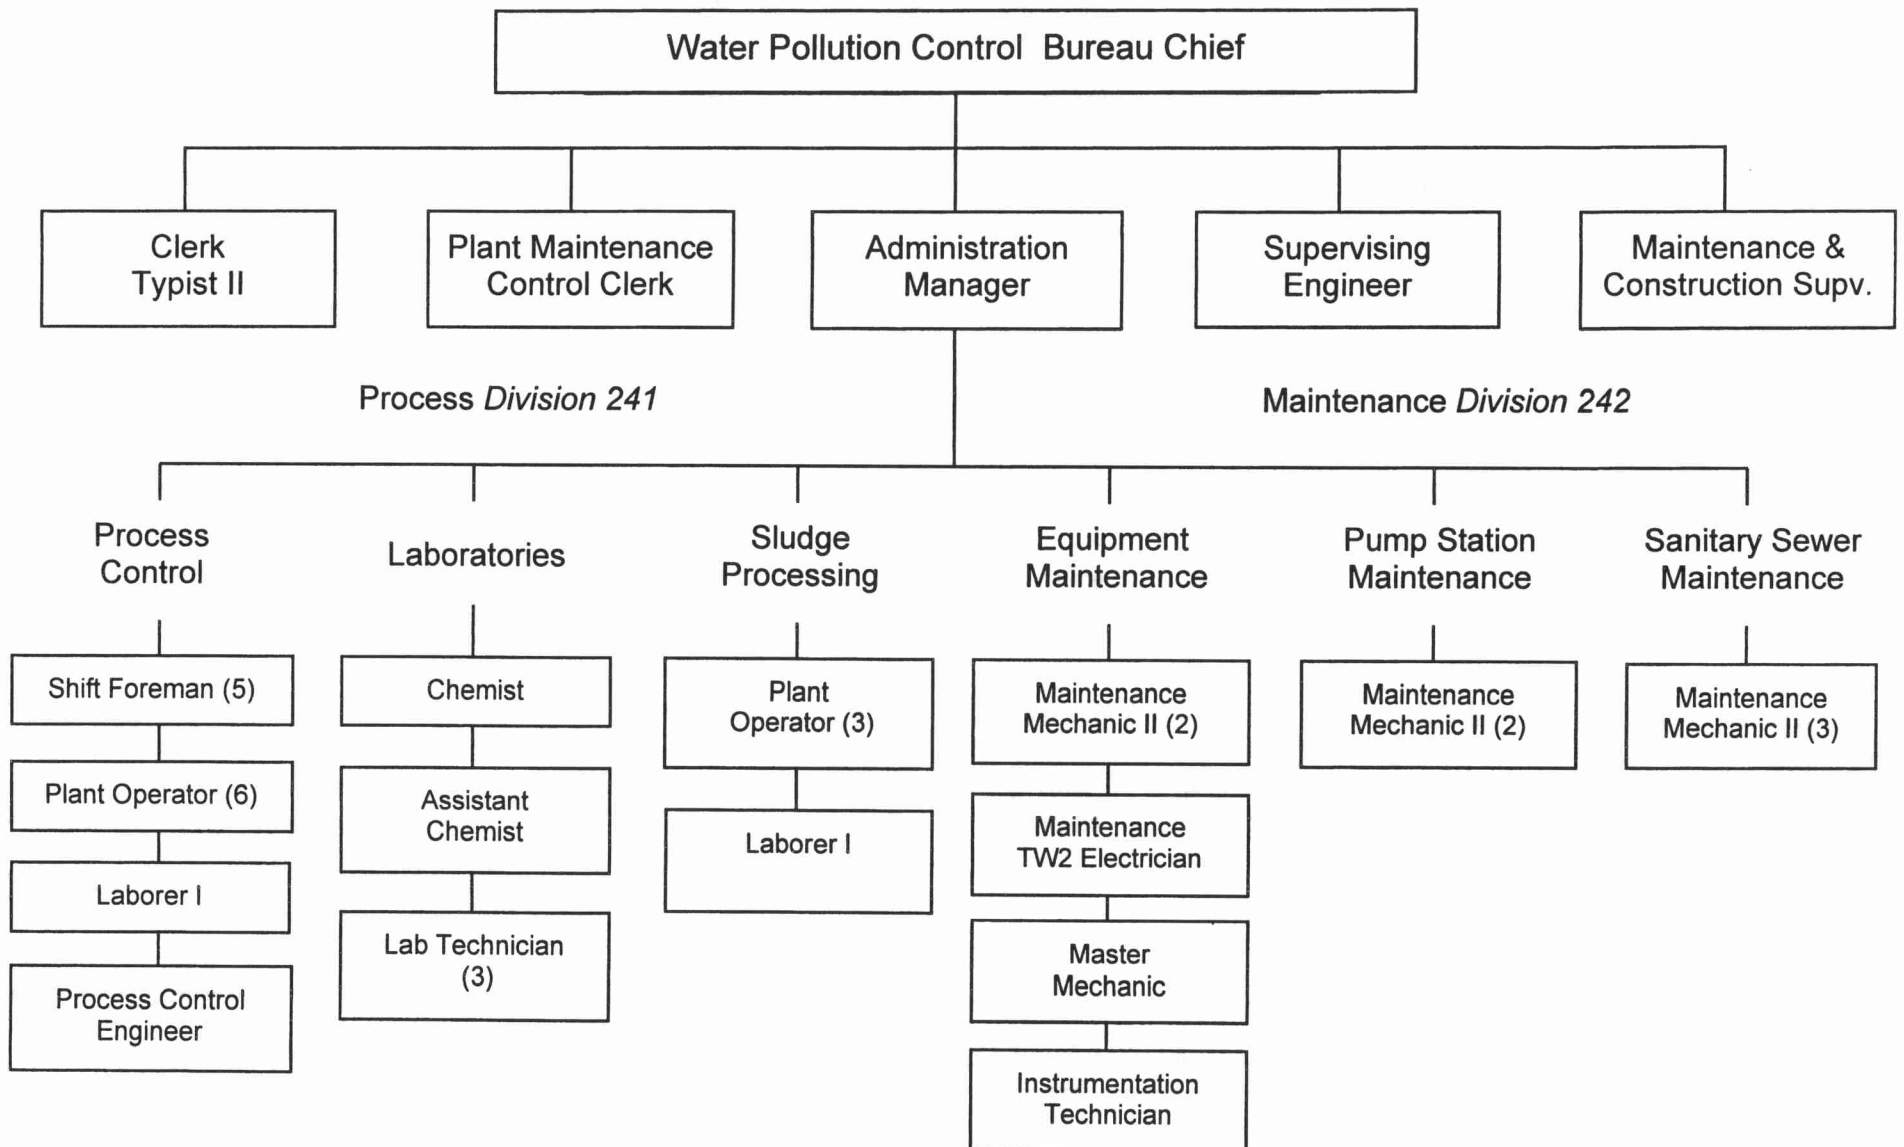 Water Pollution Control Bureau Chief
Clerk
Typist II
Plant Maintenance
Control Clerk
Administration
Manager
Supervising
Engineer
Maintenance &
Construction Supv.
Process Division 241
Maintenance Division 242
Process
Control
Laboratories
Sludge
Processing
Equipment
Maintenance
Pump Station
Maintenance
Sanitary Sewer
Maintenance
Shift Foreman (5)
Plant Operator (6)
Laborer I
Process Control
Engineer
Chemist
Assistant
Chemist
Lab Technician
(3)
Plant
Operator (3)
Laborer I
Maintenance
Mechanic II (2)
Maintenance
TW2 Electrician
Master
Mechanic
Instrumentation
Technician
Maintenance
Mechanic II (2)
Maintenance
Mechanic II (3)